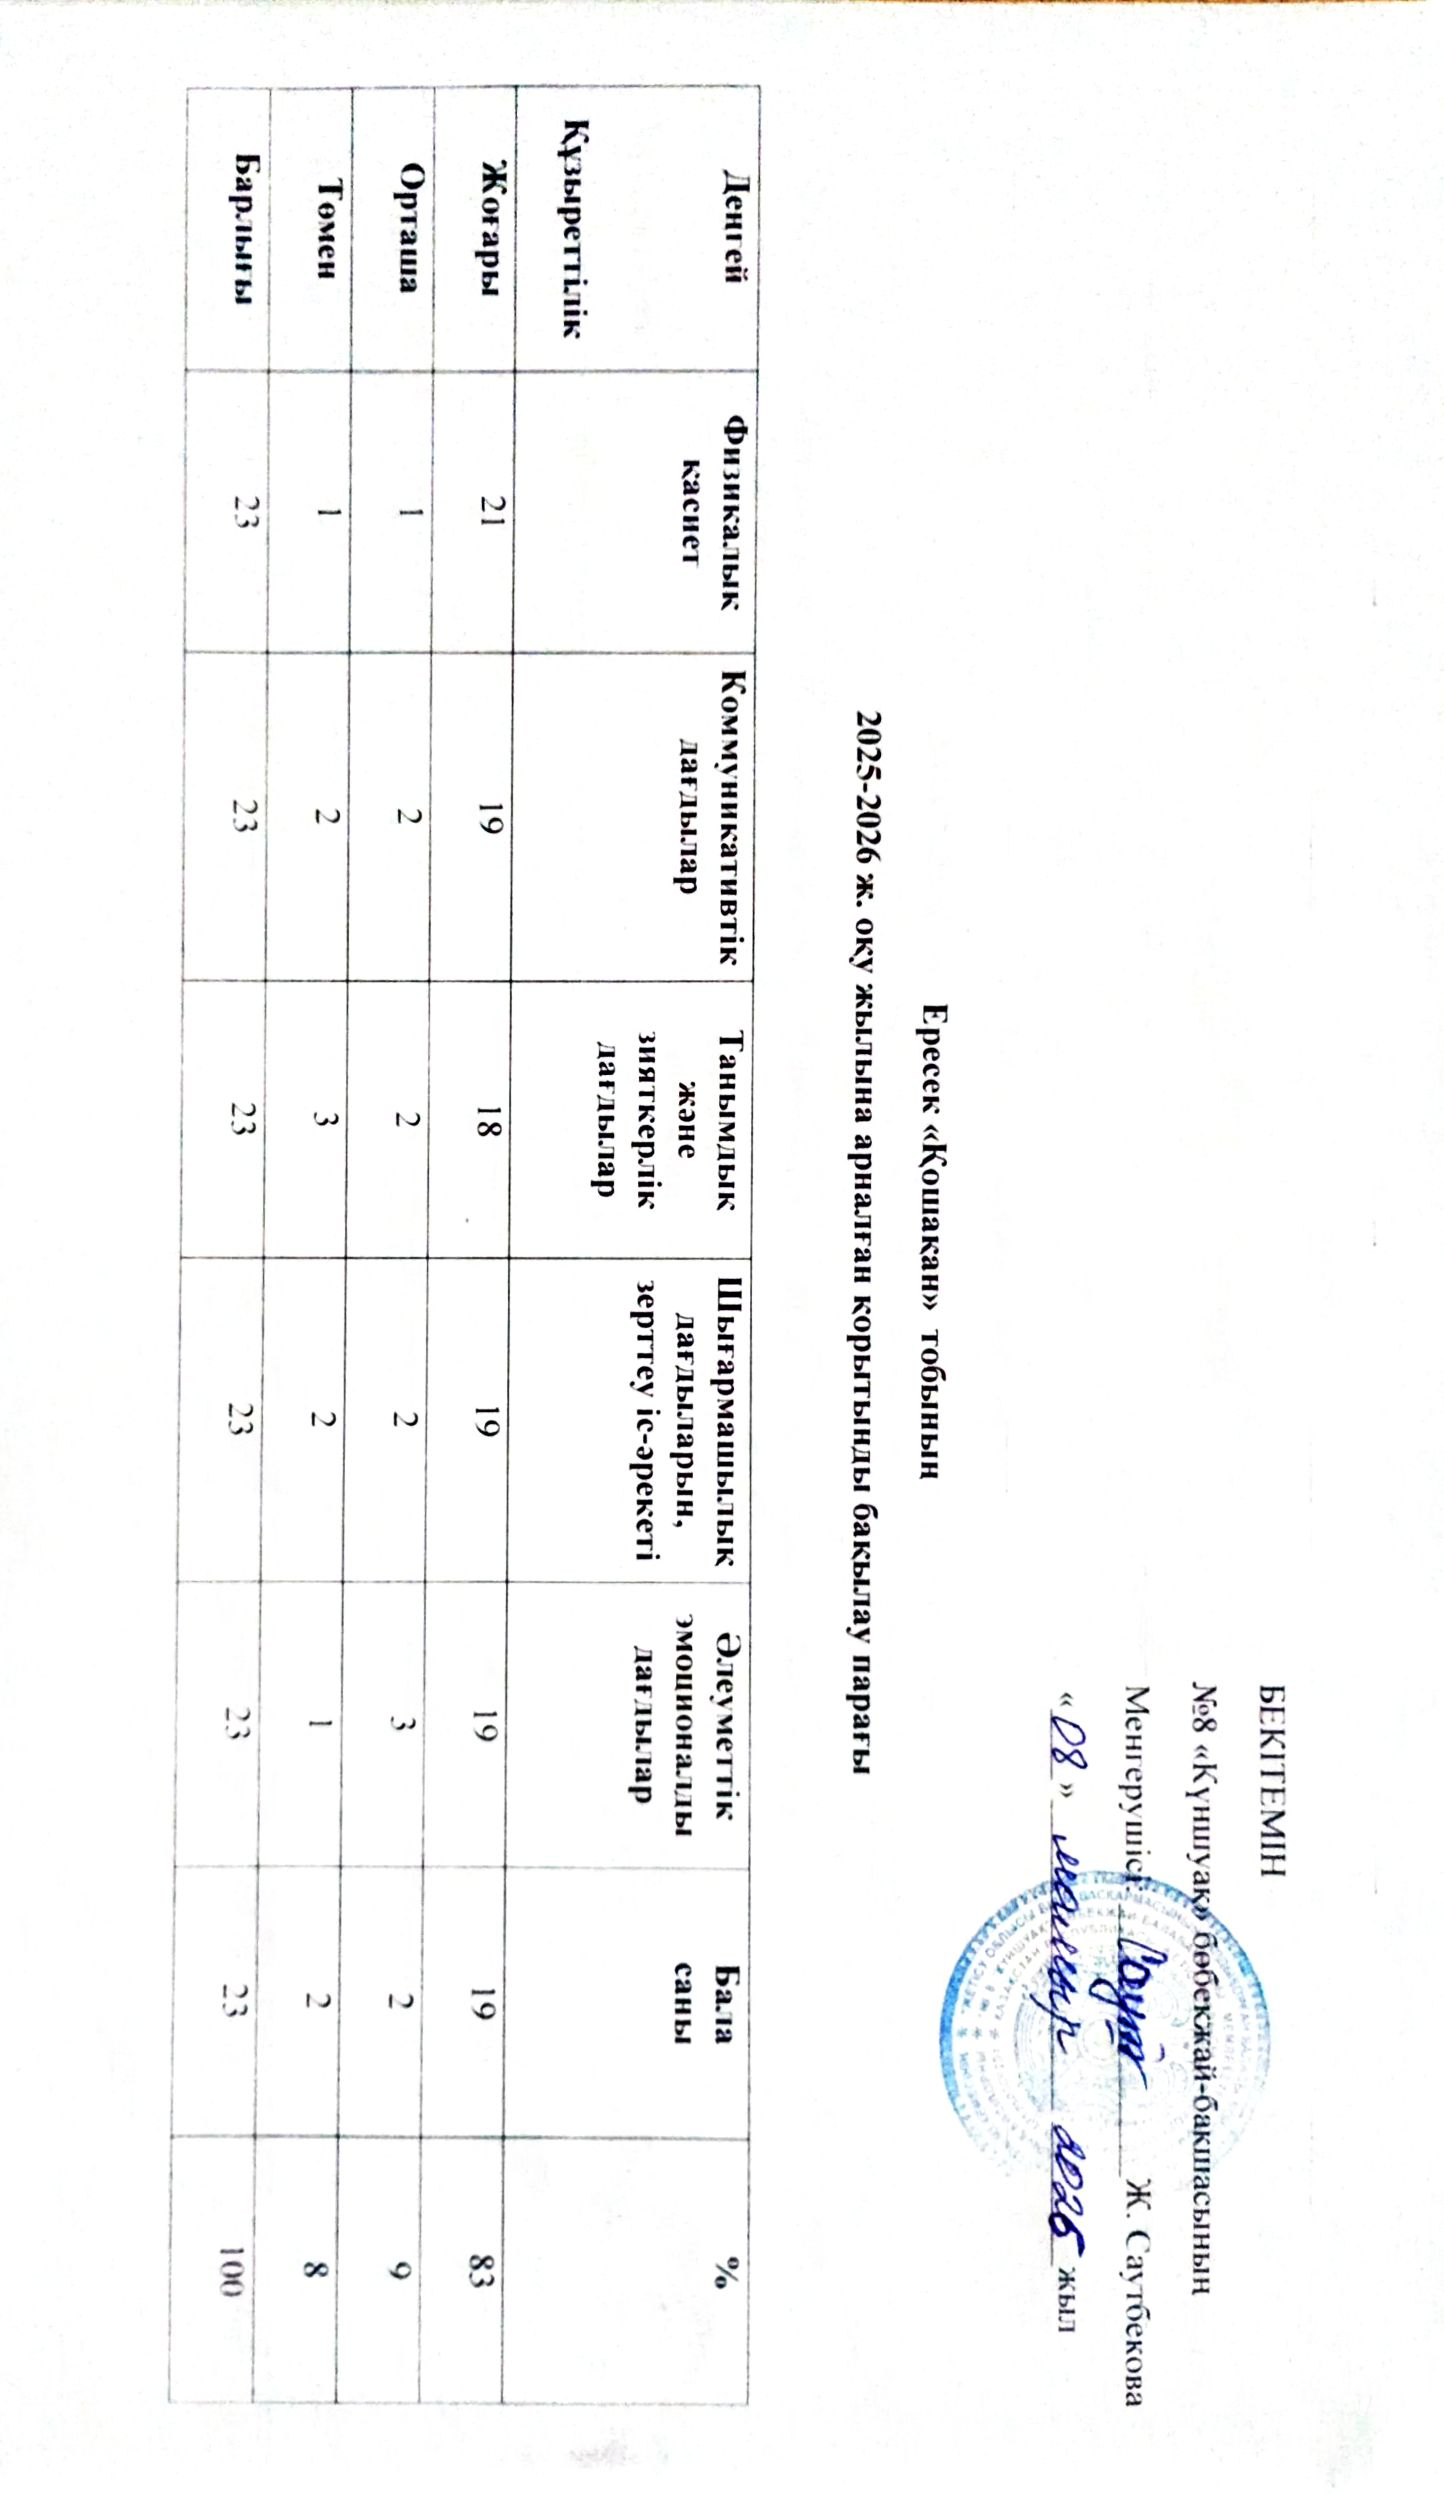 БЕКІТЕМІН
№8 «Күншуақ» бөбекжай-бақшасының
Меңгерушісі: Ж. Саутбекова
«08» мамыр 2026 жыл
Ересек «Қошақан» тобының
2025-2026 ж. оқу жылына арналған қорытынды бақылау парағы
Деңгей Құзыреттілік | Физикалық қасиет | Коммуникативтік дағдылар | Танымдық және зияткерлік дағдылар | Шығармашылық дағдыларын, зерттеу іс-әрекеті | Әлеуметтік эмоционалды дағдылар | Бала саны | %
Жоғары 21 19 18 19 19 19 83
Орташа 1 2 2 2 3 2 9
Төмен 1 2 3 2 1 2 8
Барлығы 23 23 23 23 23 23 100